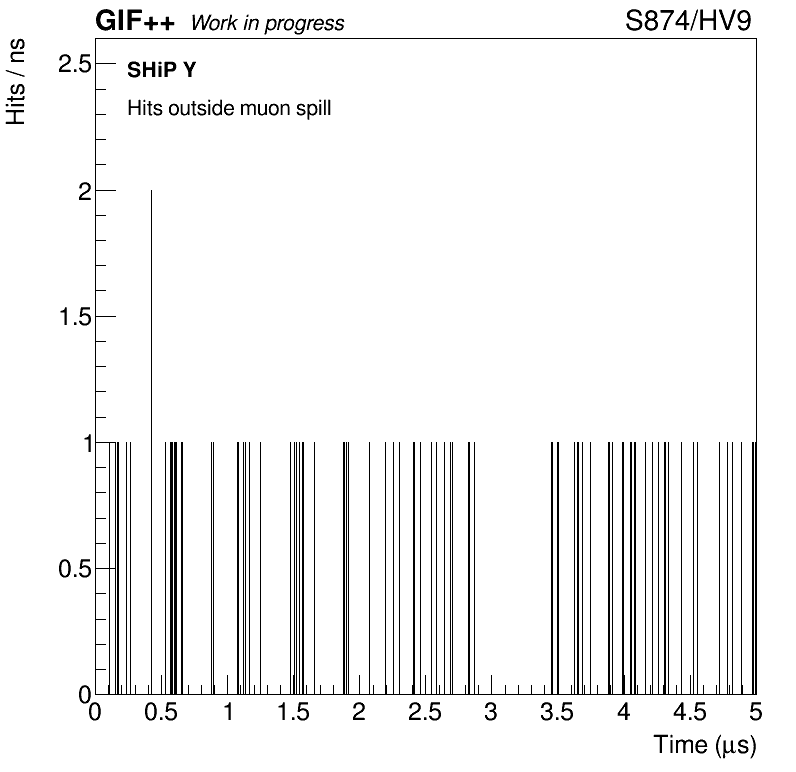 GIF++ Work in progress S874/HV9
Hits / ns
SHiP Y
Hits outside muon spill
2.5
2
1.5
1
0.5
0
0 0.5 1 1.5 2 2.5 3 3.5 4 4.5 5
Time (μs)